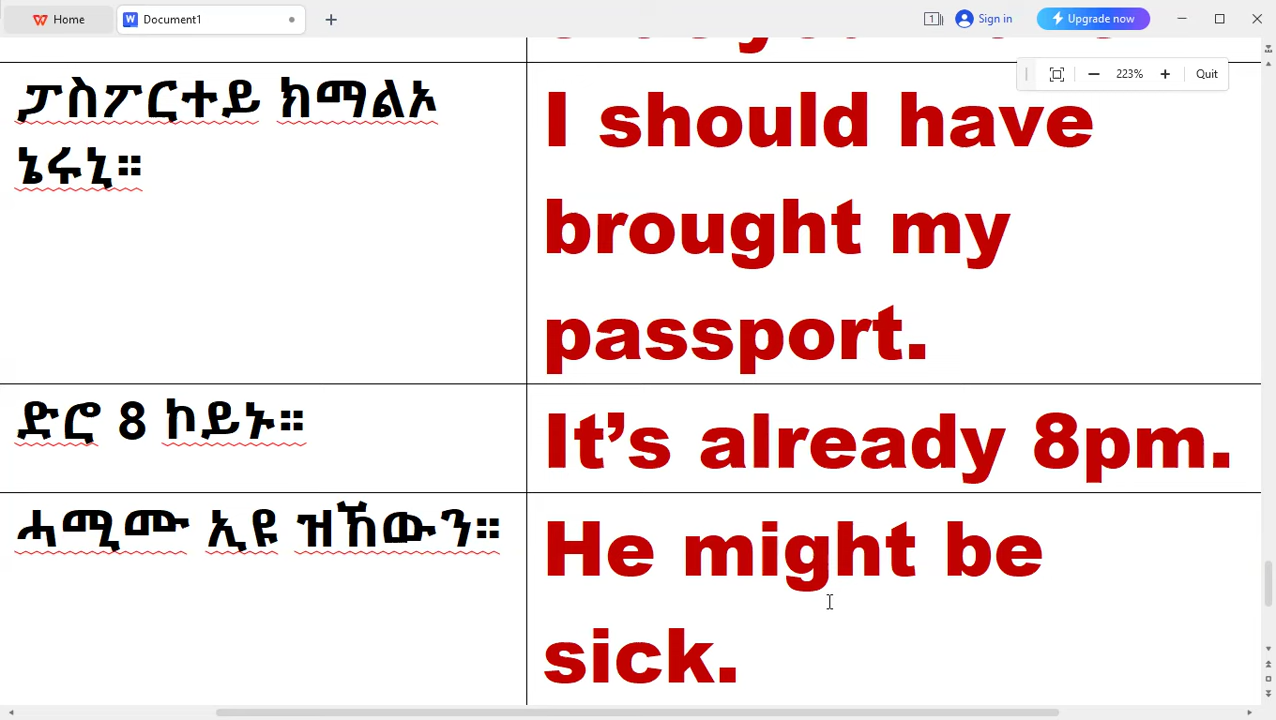 Home
Document1
1
Sign in
Upgrade now
223%
Quit
ፓስፖርተይ ክማልኦ
ኔሩኒ።
I should have
brought my
passport.
ድሮ 8 ኮይኑ።
It’s already 8pm.
ሓሚሙ ኢዩ ዝኸውን።
He might be
sick.